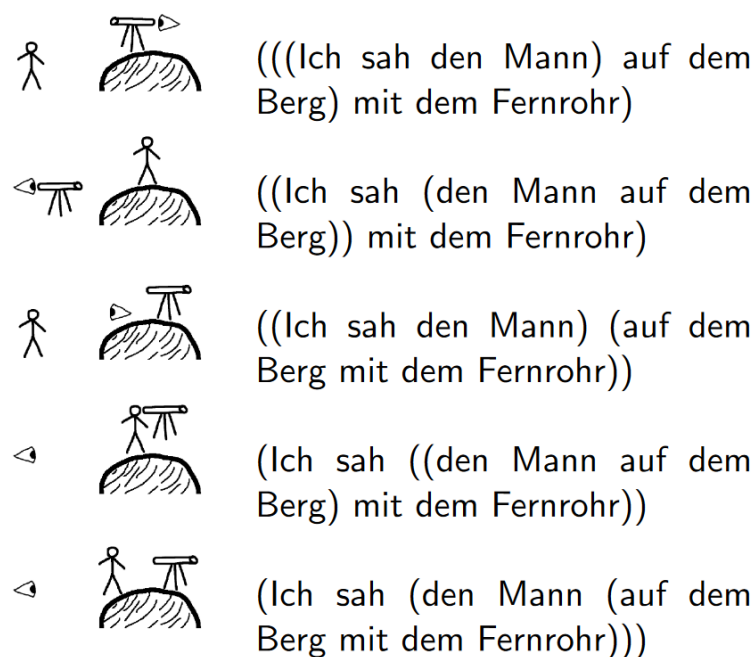 (((Ich sah den Mann) auf dem
Berg) mit dem Fernrohr)
((Ich sah (den Mann auf dem
Berg)) mit dem Fernrohr)
((Ich sah den Mann) (auf dem
Berg mit dem Fernrohr))
(Ich sah ((den Mann auf dem
Berg) mit dem Fernrohr))
(Ich sah (den Mann (auf dem
Berg mit dem Fernrohr)))